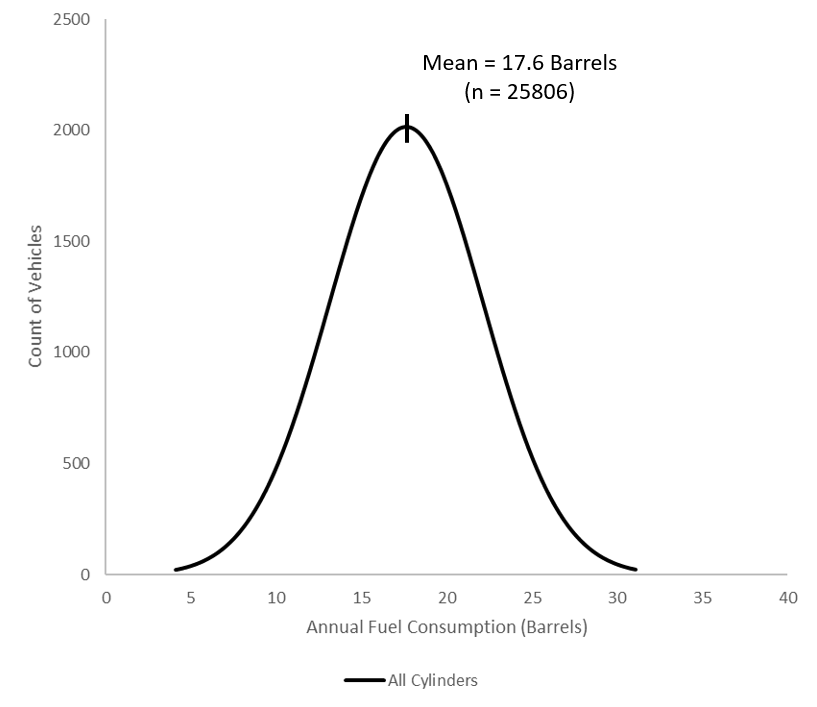 2500
Mean = 17.6 Barrels
(n = 25806)
2000
1500
Count of Vehicles
1000
500
0
0 5 10 15 20 25 30 35 40
Annual Fuel Consumption (Barrels)
All Cylinders